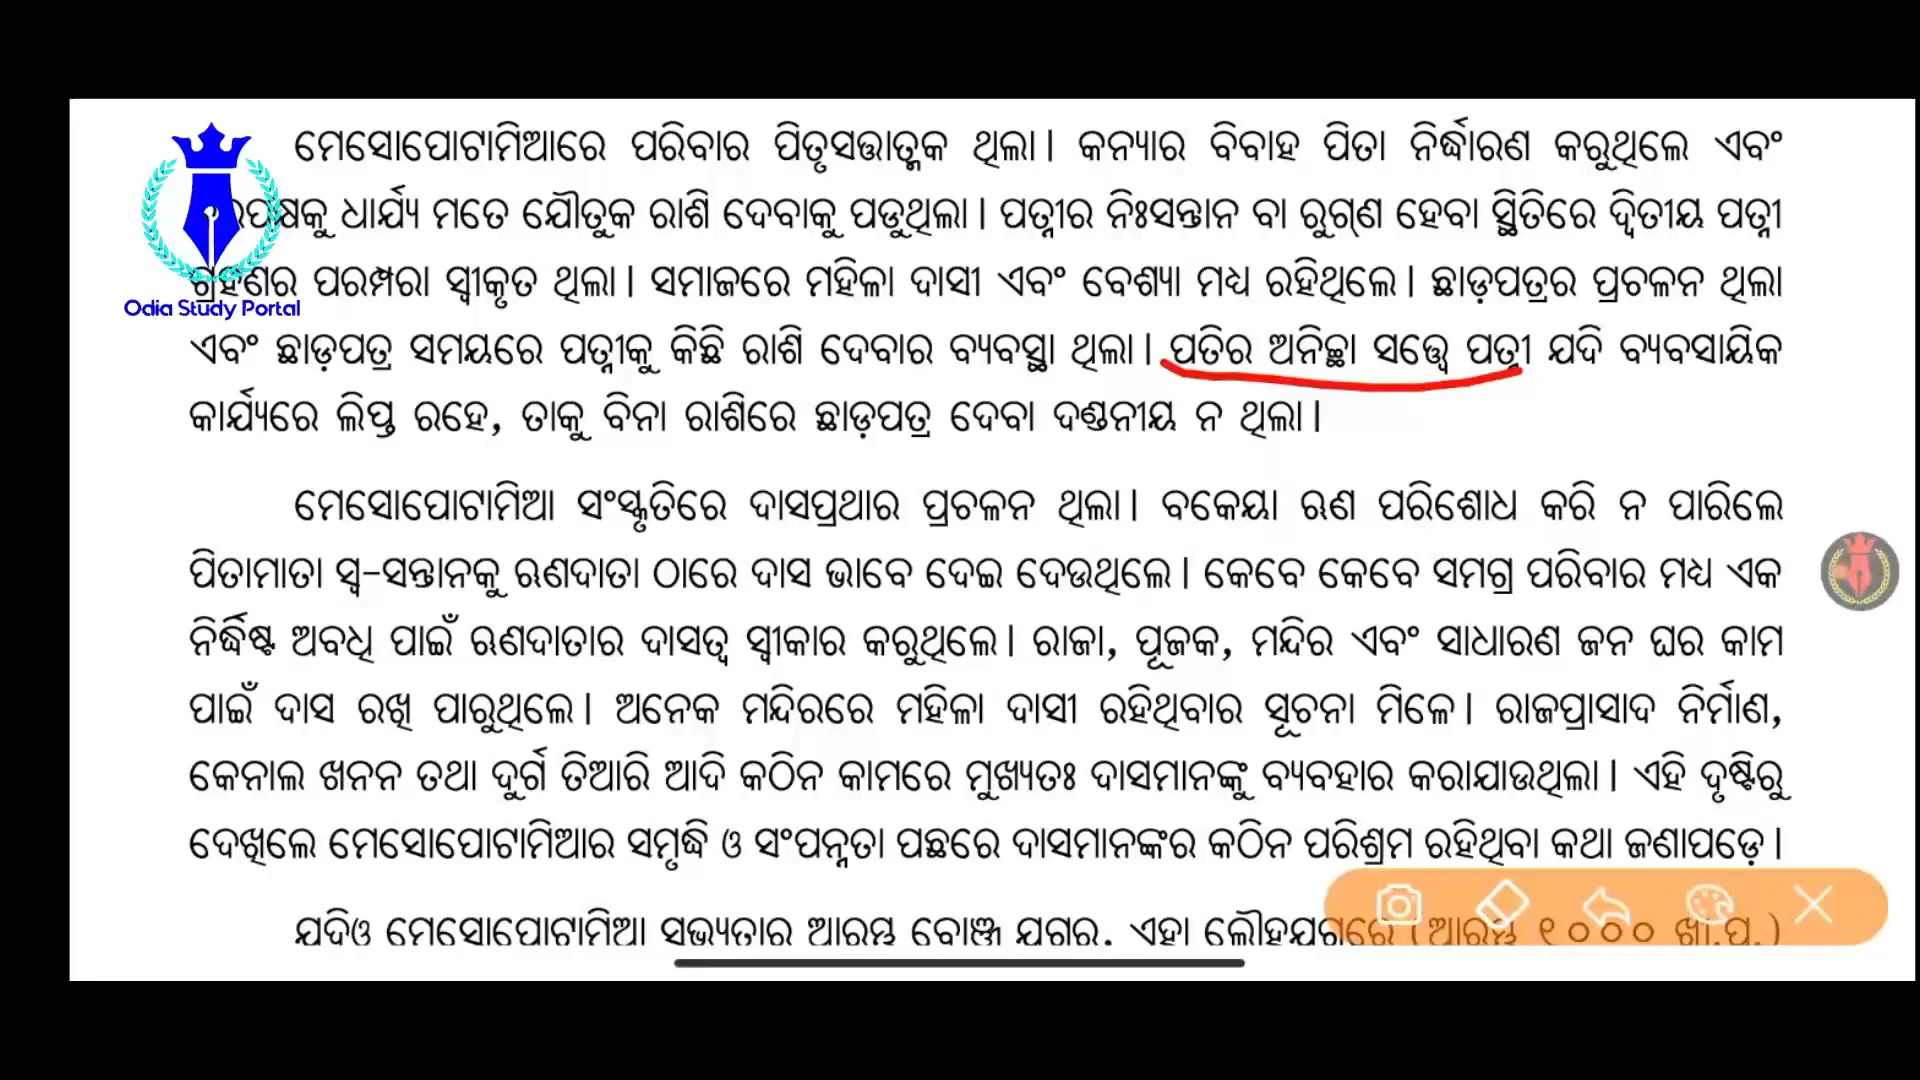 ମେସୋପୋଟାମିଆରେ ପରିବାର ପିତୃସତ୍ତାତ୍ମକ ଥିଲା। କନ୍ୟାର ବିବାହ ପିତା ନିର୍ଦ୍ଧାରଣ କରୁଥିଲେ ଏବଂ
ଧାର୍ଯ୍ୟ ମତେ ଯୌତୁକ ରାଶି ଦେବାକୁ ପଡୁଥିଲା। ପତ୍ନୀର ନିଃସନ୍ତାନ ବା ରୁଗ୍‌ଣ ହେବା ସ୍ଥିତିରେ ଦ୍ୱିତୀୟ ପତ୍ନୀ
ଗ୍ରହଣର ପରମ୍ପରା ସ୍ୱୀକୃତ ଥିଲା। ସମାଜରେ ମହିଳା ଦାସୀ ଏବଂ ବେଶ୍ୟା ମଧ୍ୟ ରହିଥିଲେ। ଛାଡ଼ପତ୍ରର ପ୍ରଚଳନ ଥିଲା
Odia Study Portal
ଏବଂ ଛାଡ଼ପତ୍ର ସମୟରେ ପତ୍ନୀକୁ କିଛି ରାଶି ଦେବାର ବ୍ୟବସ୍ଥା ଥିଲା। ପତିର ଅନିଚ୍ଛା ସତ୍ତ୍ୱେ ପତ୍ନୀ ଯଦି ବ୍ୟବସାୟିକ
କାର୍ଯ୍ୟରେ ଲିପ୍ତ ରହେ, ତାକୁ ବିନା ରାଶିରେ ଛାଡ଼ପତ୍ର ଦେବା ଦଣ୍ଡନୀୟ ନ ଥିଲା।
ମେସୋପୋଟାମିଆ ସଂସ୍କୃତିରେ ଦାସପ୍ରଥାର ପ୍ରଚଳନ ଥିଲା। ବକେୟା ଋଣ ପରିଶୋଧ କରି ନ ପାରିଲେ
ପିତାମାତା ସ୍ୱ-ସନ୍ତାନକୁ ଋଣଦାତା ଠାରେ ଦାସ ଭାବେ ଦେଇ ଦେଉଥିଲେ। କେବେ କେବେ ସମଗ୍ର ପରିବାର ମଧ୍ୟ ଏକ
ନିର୍ଦ୍ଧିଷ୍ଟ ଅବଧି ପାଇଁ ଋଣଦାତାର ଦାସତ୍ୱ ସ୍ୱୀକାର କରୁଥିଲେ। ରାଜା, ପୂଜକ, ମନ୍ଦିର ଏବଂ ସାଧାରଣ ଜନ ଘର କାମ
ପାଇଁ ଦାସ ରଖି ପାରୁଥିଲେ। ଅନେକ ମନ୍ଦିରରେ ମହିଳା ଦାସୀ ରହିଥିବାର ସୂଚନା ମିଳେ। ରାଜପ୍ରାସାଦ ନିର୍ମାଣ,
କେନାଲ ଖନନ ତଥା ଦୁର୍ଗ ତିଆରି ଆଦି କଠିନ କାମରେ ମୁଖ୍ୟତଃ ଦାସମାନଙ୍କୁ ବ୍ୟବହାର କରାଯାଉଥିଲା। ଏହି ଦୃଷ୍ଟିରୁ
ଦେଖିଲେ ମେସୋପୋଟାମିଆର ସମୃଦ୍ଧି ଓ ସଂପନ୍ନତା ପଛରେ ଦାସମାନଙ୍କର କଠିନ ପରିଶ୍ରମ ରହିଥିବା କଥା ଜଣାପଡ଼େ।
ଯଦିଓ ମେସୋପୋଟାମିଆ ସଭ୍ୟତାର ଆରମ୍ଭ ବୋଞ୍ଜ ଯୁଗର, ଏହା ଲୌହଯୁଗରେ (ଆରମ୍ଭ ୧୦୦୦ ଖ୍ରୀ.ପୂ.)